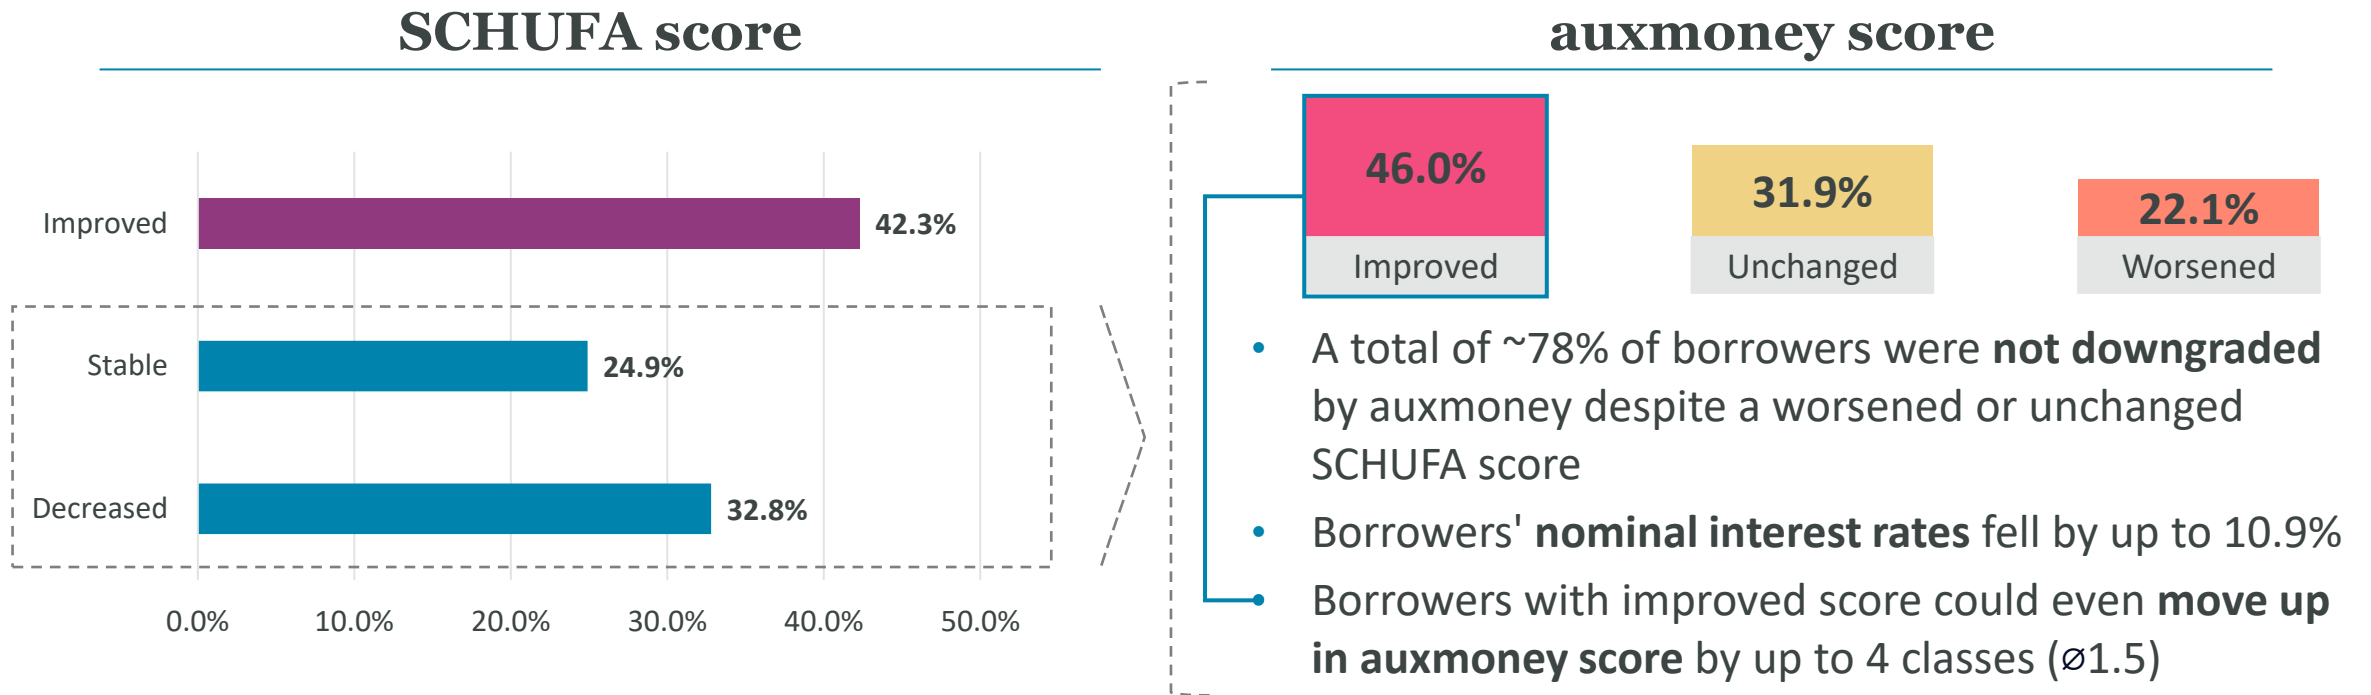 SCHUFA score
Improved
42.3%
Stable
24.9%
Decreased
32.8%
0.0% 10.0% 20.0% 30.0% 40.0% 50.0%
auxmoney score
46.0% 31.9% 22.1%
Improved Unchanged Worsened
• A total of ~78% of borrowers were not downgraded
by auxmoney despite a worsened or unchanged
SCHUFA score
• Borrowers' nominal interest rates fell by up to 10.9%
• Borrowers with improved score could even move up
in auxmoney score by up to 4 classes (⌀1.5)